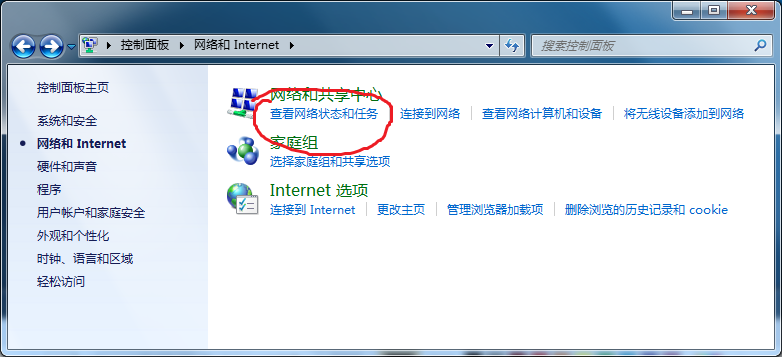 控制面板 网络和 Internet
搜索控制面板
控制面板主页
系统和安全
网络和 Internet
硬件和声音
程序
用户帐户和家庭安全
外观和个性化
时钟、语言和区域
轻松访问
网络和共享中心
查看网络状态和任务 连接到网络 查看网络计算机和设备 将无线设备添加到网络
家庭组
选择家庭组和共享选项
Internet 选项
连接到 Internet 更改主页 管理浏览器加载项 删除浏览的历史记录和 cookie